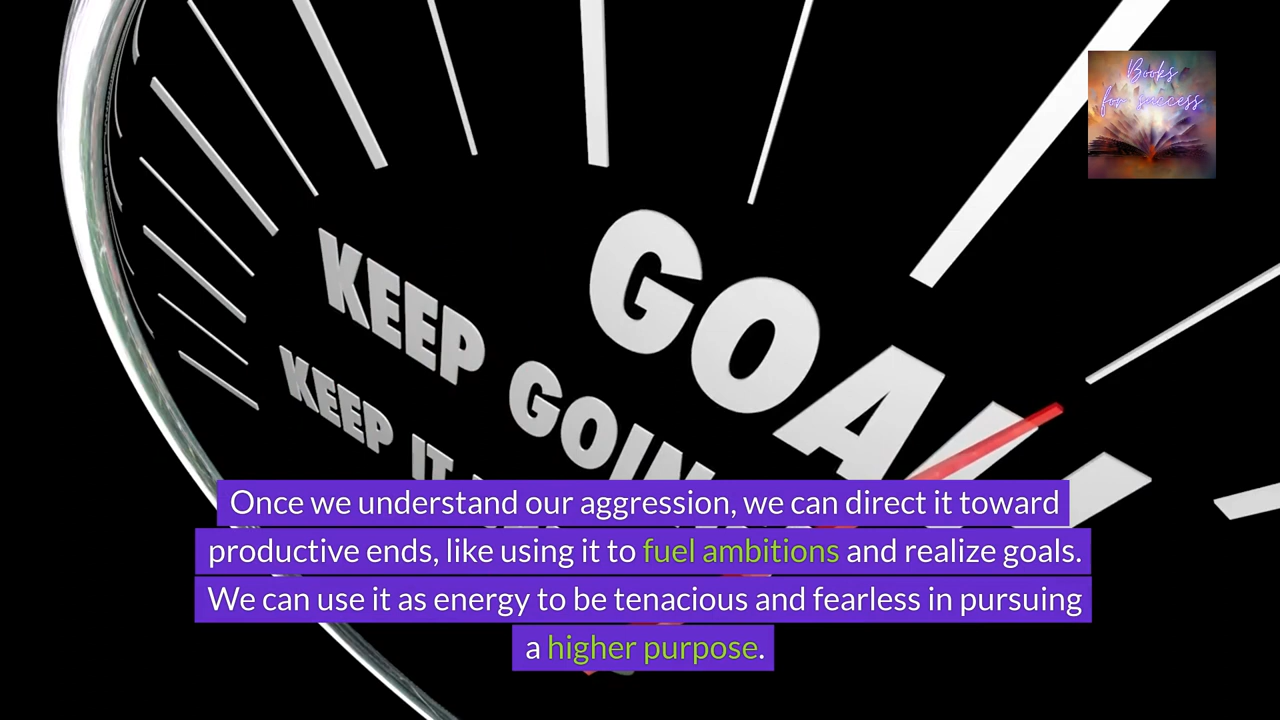 Books
for success
GOAL
KEEP GOING
KEEP IT
Once we understand our aggression, we can direct it toward
productive ends, like using it to fuel ambitions and realize goals.
We can use it as energy to be tenacious and fearless in pursuing
a higher purpose.